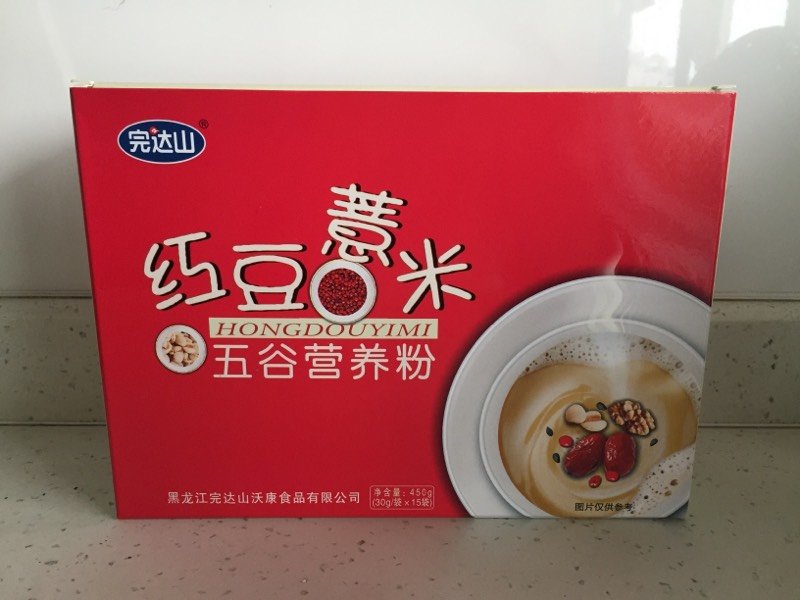 完达山®
红豆薏米
HONGDOUYIMI
五谷营养粉
黑龙江完达山沃康食品有限公司
净含量：450g
(30g/袋×15袋)
图片仅供参考